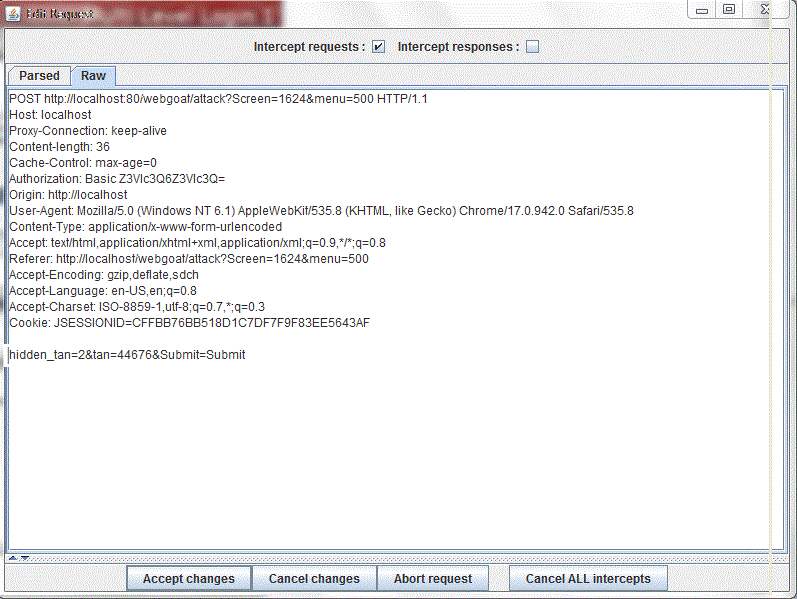 Edit Request
Intercept requests : Intercept responses :
Parsed Raw
POST http://localhost:80/webgoat/attack?Screen=1624&menu=500 HTTP/1.1
Host: localhost
Proxy-Connection: keep-alive
Content-length: 36
Cache-Control: max-age=0
Authorization: Basic Z3Vlc3Q6Z3Vlc3Q=
Origin: http://localhost
User-Agent: Mozilla/5.0 (Windows NT 6.1) AppleWebKit/535.8 (KHTML, like Gecko) Chrome/17.0.942.0 Safari/535.8
Content-Type: application/x-www-form-urlencoded
Accept: text/html,application/xhtml+xml,application/xml;q=0.9,*/*;q=0.8
Referer: http://localhost/webgoat/attack?Screen=1624&menu=500
Accept-Encoding: gzip,deflate,sdch
Accept-Language: en-US,en;q=0.8
Accept-Charset: ISO-8859-1,utf-8;q=0.7,*;q=0.3
Cookie: JSESSIONID=CFFBB76BB518D1C7DF7F9F83EE5643AF
hidden_tan=2&tan=44676&Submit=Submit
Accept changes Cancel changes Abort request Cancel ALL intercepts